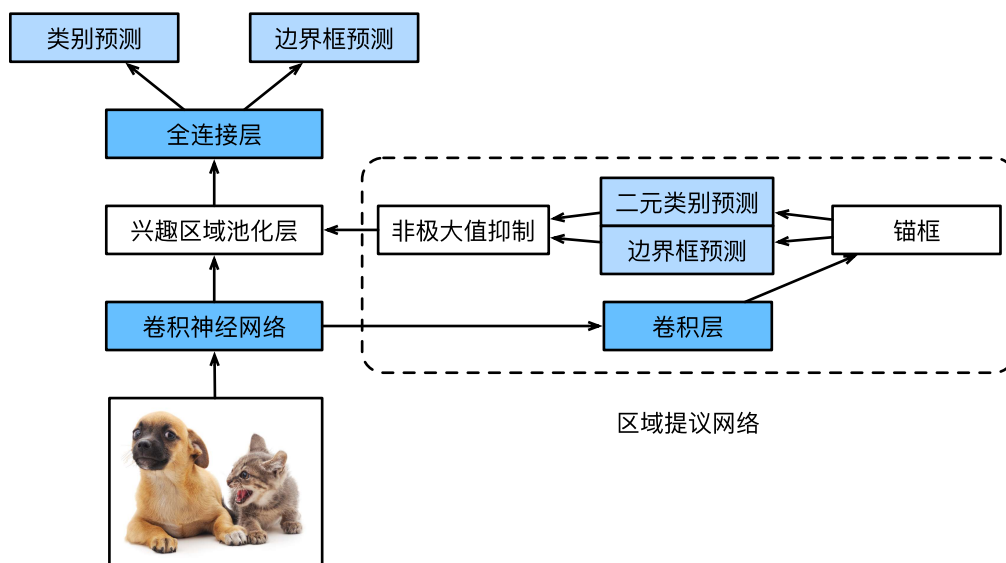 类别预测
边界框预测
全连接层
兴趣区域池化层
非极大值抑制
二元类别预测
边界框预测
锚框
卷积神经网络
卷积层
区域提议网络